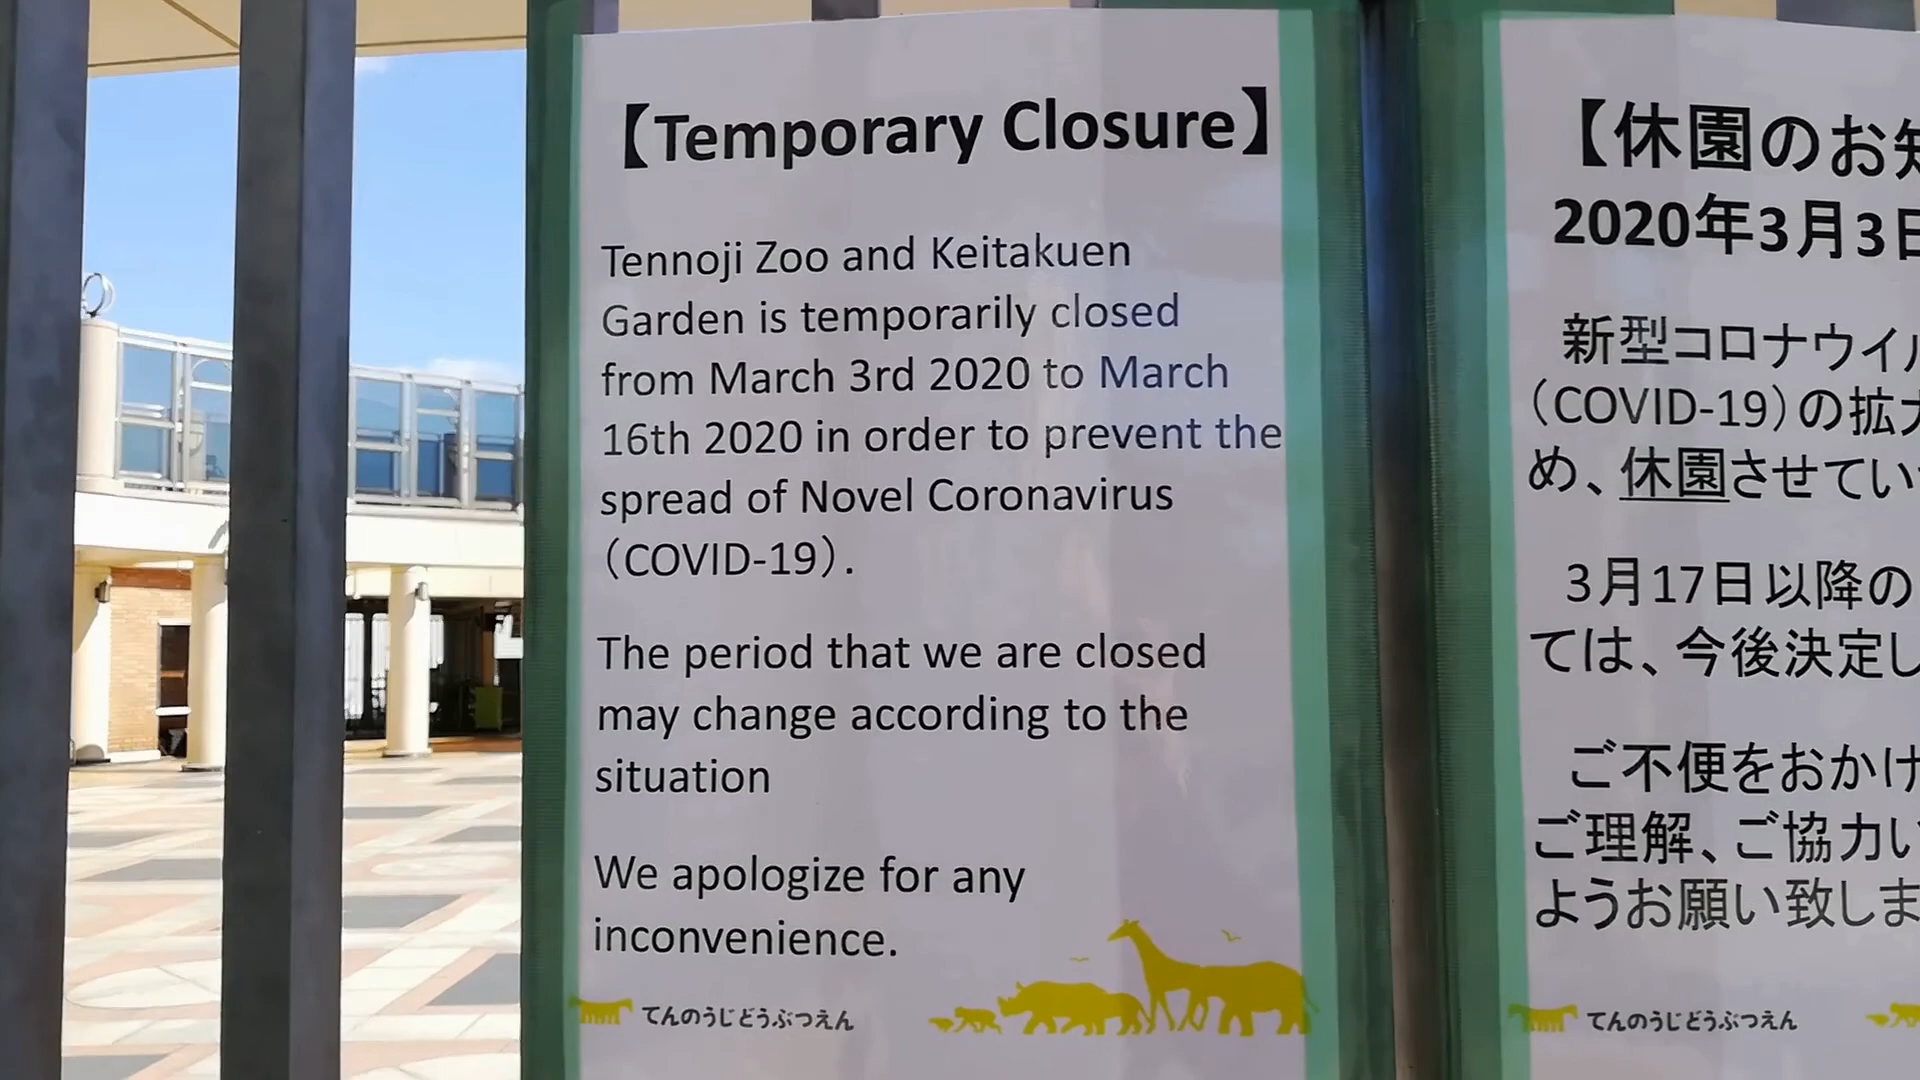 【Temporary Closure】
Tennoji Zoo and Keitakuen
Garden is temporarily closed
from March 3rd 2020 to March
16th 2020 in order to prevent the
spread of Novel Coronavirus
（COVID-19）.
The period that we are closed
may change according to the
situation
We apologize for any
inconvenience.
てんのうじどうぶつえん
【休園のお知
2020年3月3日
新型コロナウイル
（COVID-19）の拡大
め、休園させてい
3月17日以降の
ては、今後決定し
ご不便をおかけ
ご理解、ご協力い
ようお願い致しま
てんのうじどうぶつえん